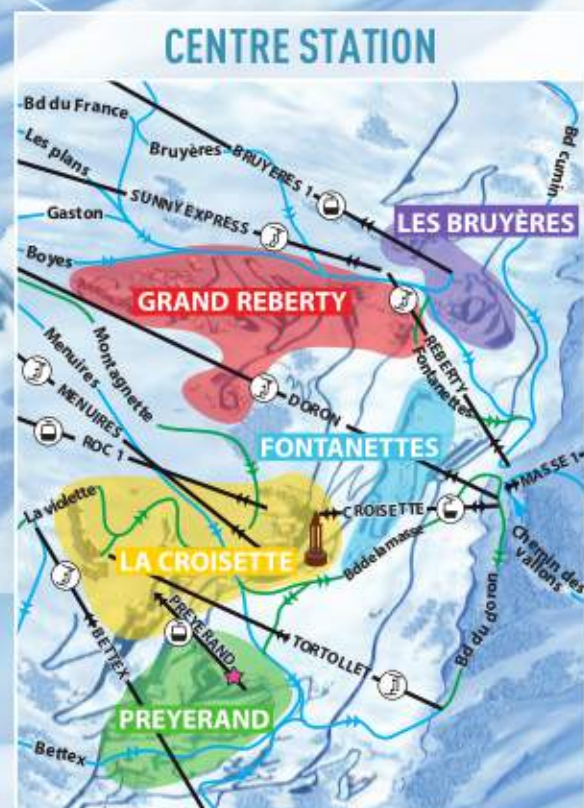 CENTRE STATION
Bd du France
Bruyères
BRUYERES 1
Bd cumin
Les plans
SUNNY EXPRESS
Gaston
LES BRUYÈRES
Boyes
GRAND REBERTY
REBERTY
Fontanettes
Montagnette
Menuires
MENUIRES
DORON
ROC 1
FONTANETTES
MASSE 1
La violette
CROISETTE
LA CROISETTE
Bd de la masse
Chemin des
vallons
PREYERAND
BETTEX
TORTOLLET
Bd du doron
PREYERAND
Bettex